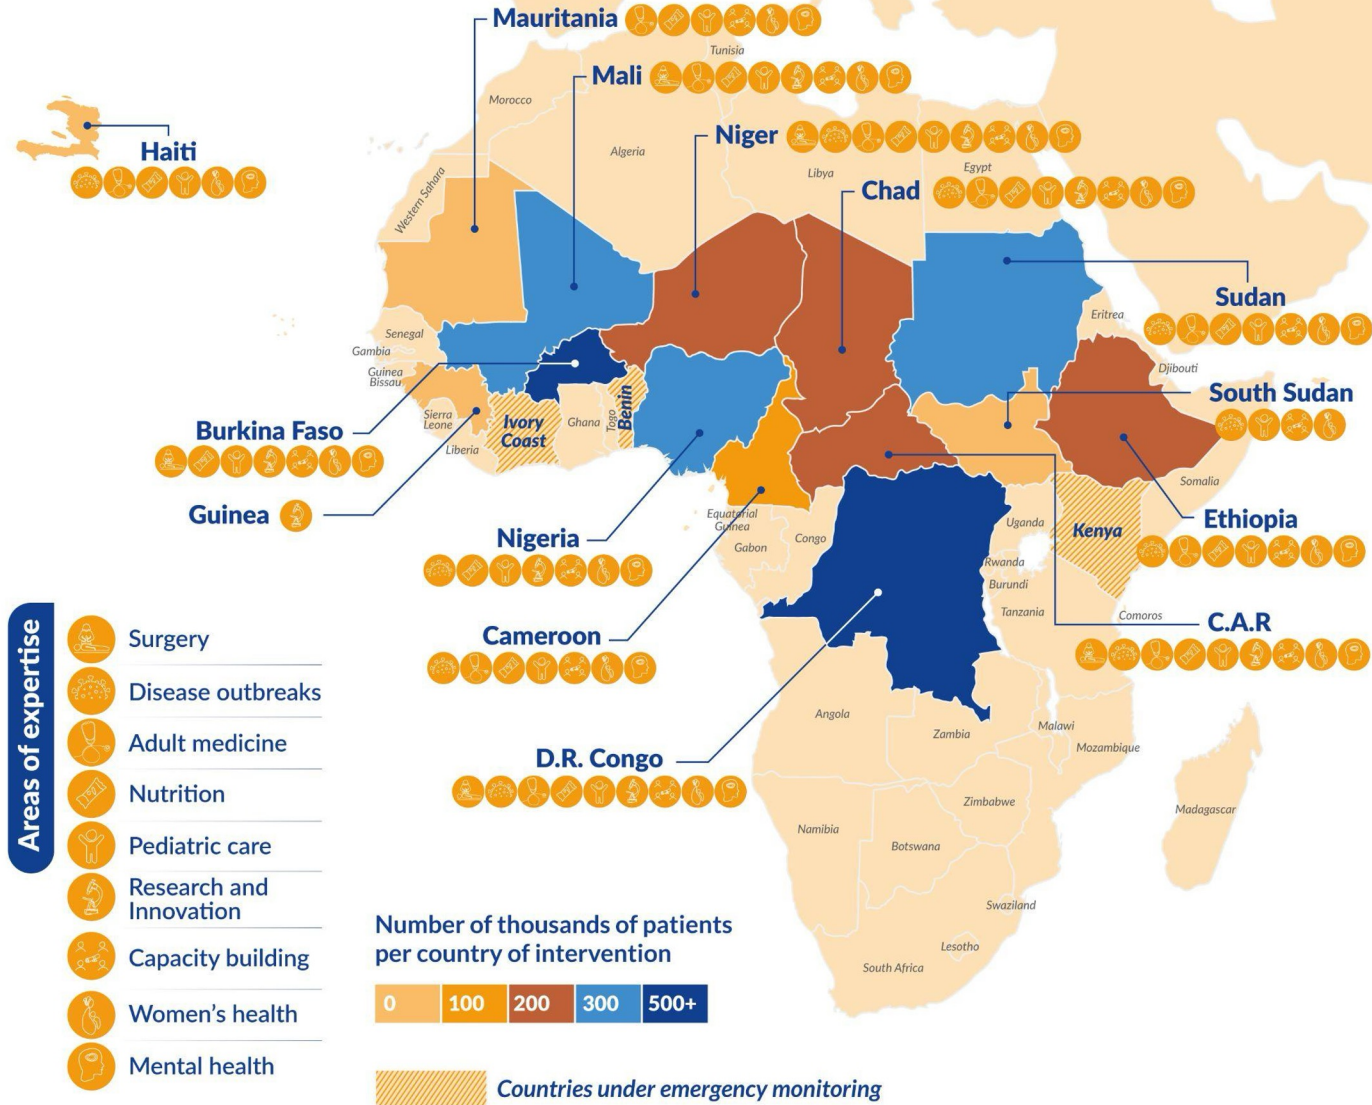 Mauritania
Tunisia
Mali
Morocco
Niger
Haiti
Algeria
Libya
Egypt
Chad
Western Sahara
Sudan
Eritrea
Senegal
Gambia
Guinea
Bissau
Djibouti
South Sudan
Burkina Faso
Sierra
Leone
Ivory
Coast
Ghana
Togo
Benin
Liberia
Somalia
Guinea
Equatorial
Guinea
Nigeria
Gabon
Congo
Uganda
Kenya
Ethiopia
Rwanda
Burundi
Tanzania
Comoros
C.A.R
Cameroon
Areas of expertise
Surgery
Disease outbreaks
Adult medicine
Nutrition
Pediatric care
Research and
Innovation
Capacity building
Women's health
Mental health
D.R. Congo
Angola
Zambia
Malawi
Mozambique
Zimbabwe
Madagascar
Namibia
Botswana
Swaziland
Lesotho
South Africa
Number of thousands of patients
per country of intervention
0 100 200 300 500+
Countries under emergency monitoring